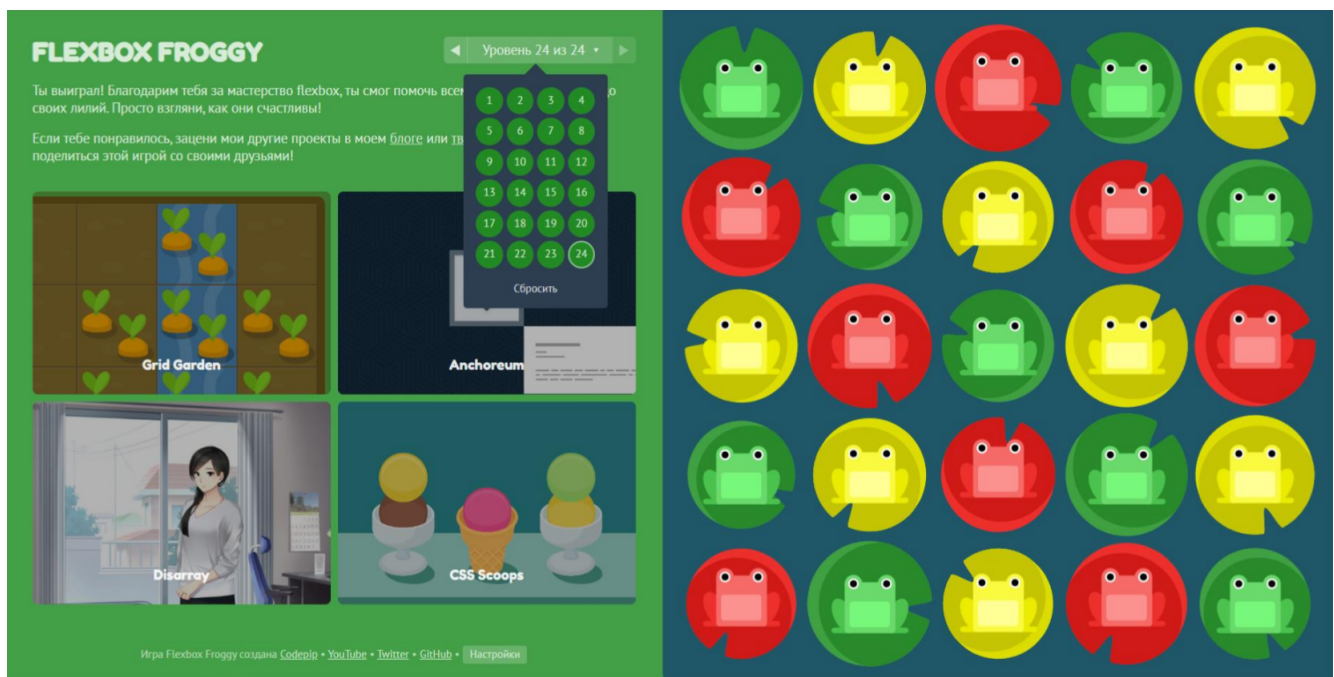 FLEXBOX FROGGY
◀ Уровень 24 из 24 ▾ ▶
Ты выиграл! Благодарим тебя за мастерство flexbox, ты смог помочь всем
своих лилий. Просто взгляни, как они счастливы!
Если тебе понравилось, зацени мои другие проекты в моем блоге или
поделиться этой игрой со своими друзьями!
1 2 3 4
5 6 7 8
9 10 11 12
13 14 15 16
17 18 19 20
21 22 23 24
Сбросить
Grid Garden
Anchoreum
Disarray
CSS Scoops
Игра Flexbox Froggy создана Codepip • YouTube • Twitter • GitHub • Настройки